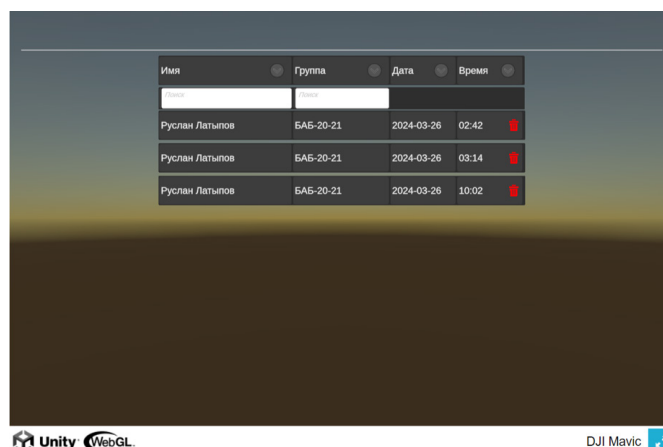 Имя Группа Дата Время
Поиск Поиск
Руслан Латыпов БАБ-20-21 2024-03-26 02:42
Руслан Латыпов БАБ-20-21 2024-03-26 03:14
Руслан Латыпов БАБ-20-21 2024-03-26 10:02
Unity WebGL. DJI Mavic